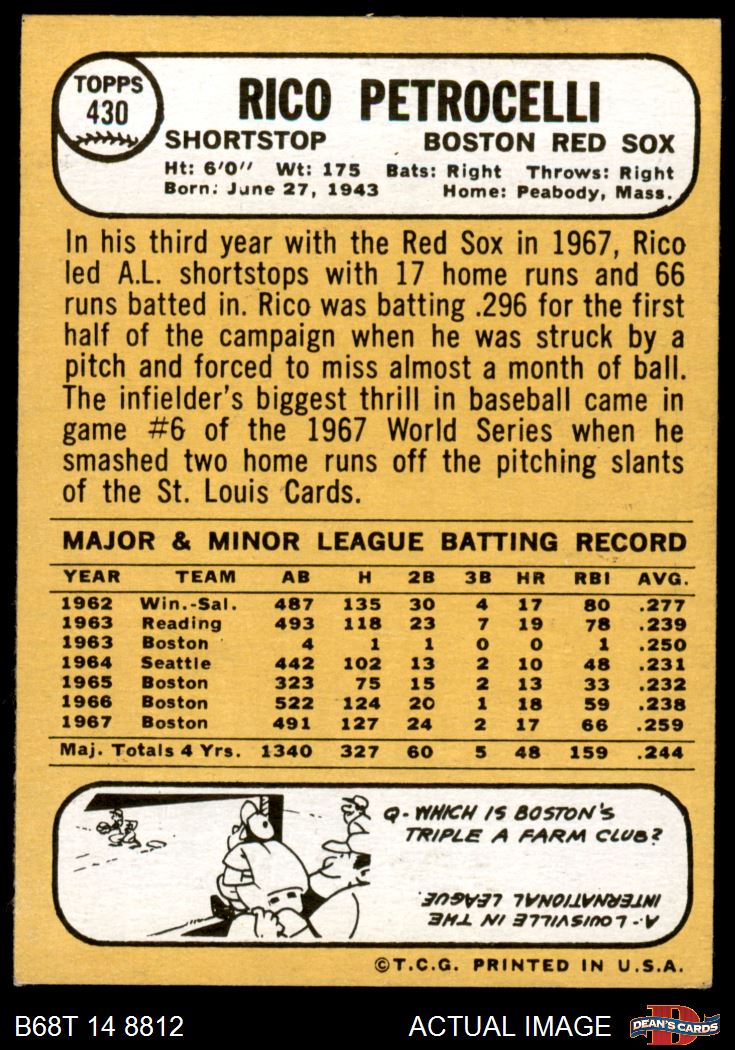 TOPPS
430
RICO PETROCELLI
SHORTSTOP BOSTON RED SOX
Ht: 6'0" Wt: 175 Bats: Right Throws: Right
Born: June 27, 1943 Home: Peabody, Mass.
In his third year with the Red Sox in 1967, Rico
led A.L. shortstops with 17 home runs and 66
runs batted in. Rico was batting .296 for the first
half of the campaign when he was struck by a
pitch and forced to miss almost a month of ball.
The infielder's biggest thrill in baseball came in
game #6 of the 1967 World Series when he
smashed two home runs off the pitching slants
of the St. Louis Cards.
MAJOR & MINOR LEAGUE BATTING RECORD
YEAR TEAM AB H 2B 3B HR RBI AVG.
1962 Win.-Sal. 487 135 30 4 17 80 .277
1963 Reading 493 118 23 7 19 78 .239
1963 Boston 4 1 1 0 0 1 .250
1964 Seattle 442 102 13 2 10 48 .231
1965 Boston 323 75 15 2 13 33 .232
1966 Boston 522 124 20 1 18 59 .238
1967 Boston 491 127 24 2 17 66 .259
Maj. Totals 4 Yrs. 1340 327 60 5 48 159 .244
Q- WHICH IS BOSTON'S
TRIPLE A FARM CLUB?
A- LOUISVILLE IN THE
INTERNATIONAL LEAGUE.
©T.C.G. PRINTED IN U.S.A.
B68T 14 8812 ACTUAL IMAGE
DEAN'S CARDS